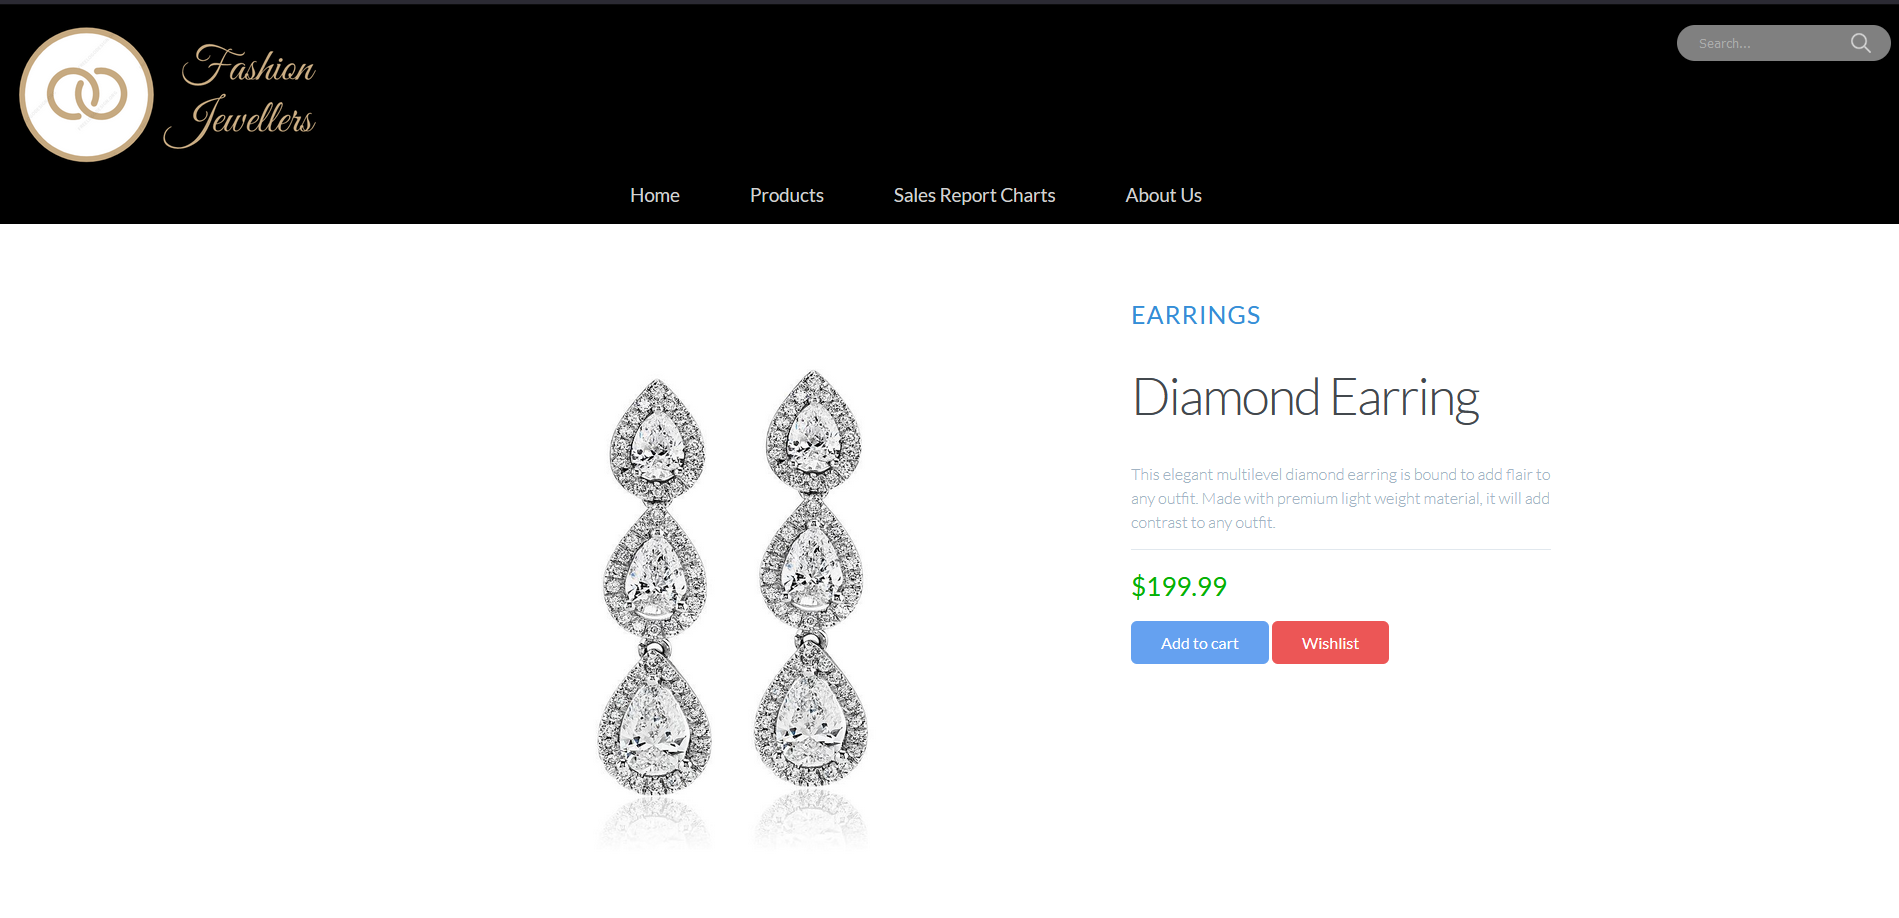 Fashion
Jewellers
Search...
Home Products Sales Report Charts About Us
EARRINGS
Diamond Earring
This elegant multilevel diamond earring is bound to add flair to
any outfit. Made with premium light weight material, it will add
contrast to any outfit.
$199.99
Add to cart Wishlist